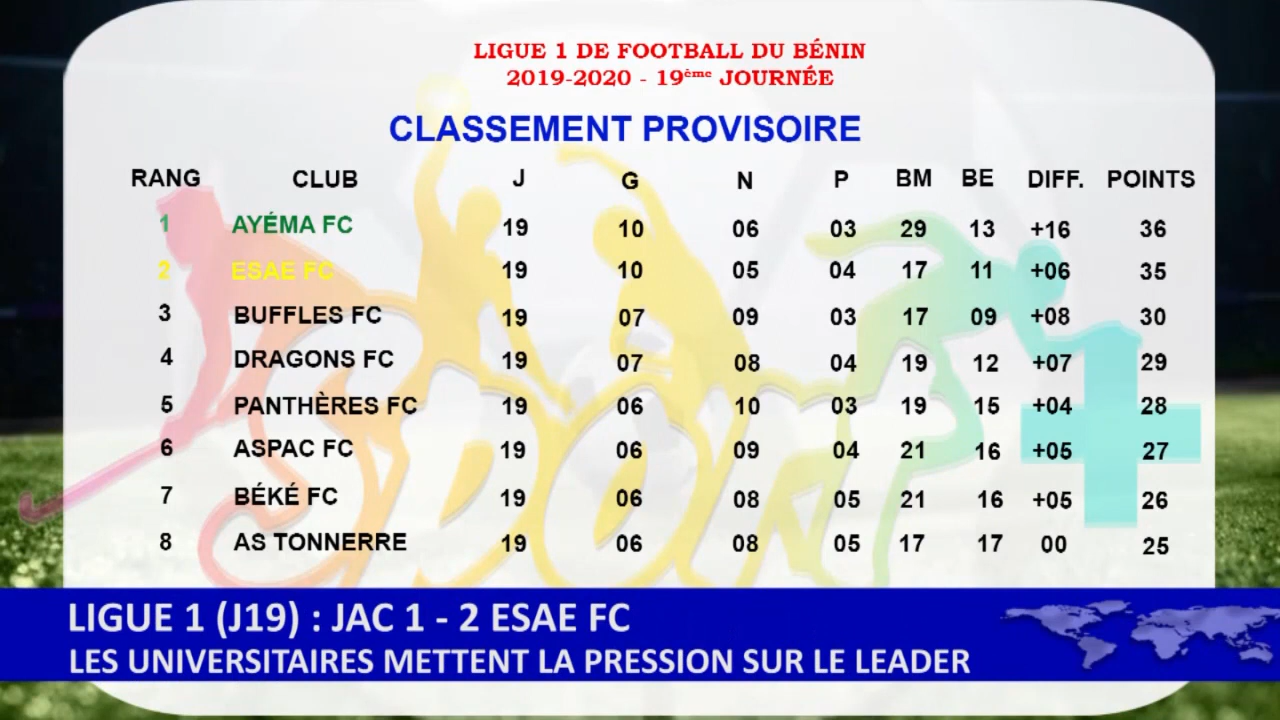 LIGUE 1 DE FOOTBALL DU BÉNIN
2019-2020 - 19ème JOURNÉE
CLASSEMENT PROVISOIRE
RANG CLUB J G N P BM BE DIFF. POINTS
1 AYÉMA FC 19 10 06 03 29 13 +16 36
2 ESAE FC 19 10 05 04 17 11 +06 35
3 BUFFLES FC 19 07 09 03 17 09 +08 30
4 DRAGONS FC 19 07 08 04 19 12 +07 29
5 PANTHÈRES FC 19 06 10 03 19 15 +04 28
6 ASPAC FC 19 06 09 04 21 16 +05 27
7 BÉKÉ FC 19 06 08 05 21 16 +05 26
8 AS TONNERRE 19 06 08 05 17 17 00 25
SPORT +
LIGUE 1 (J19) : JAC 1 - 2 ESAE FC
LES UNIVERSITAIRES METTENT LA PRESSION SUR LE LEADER